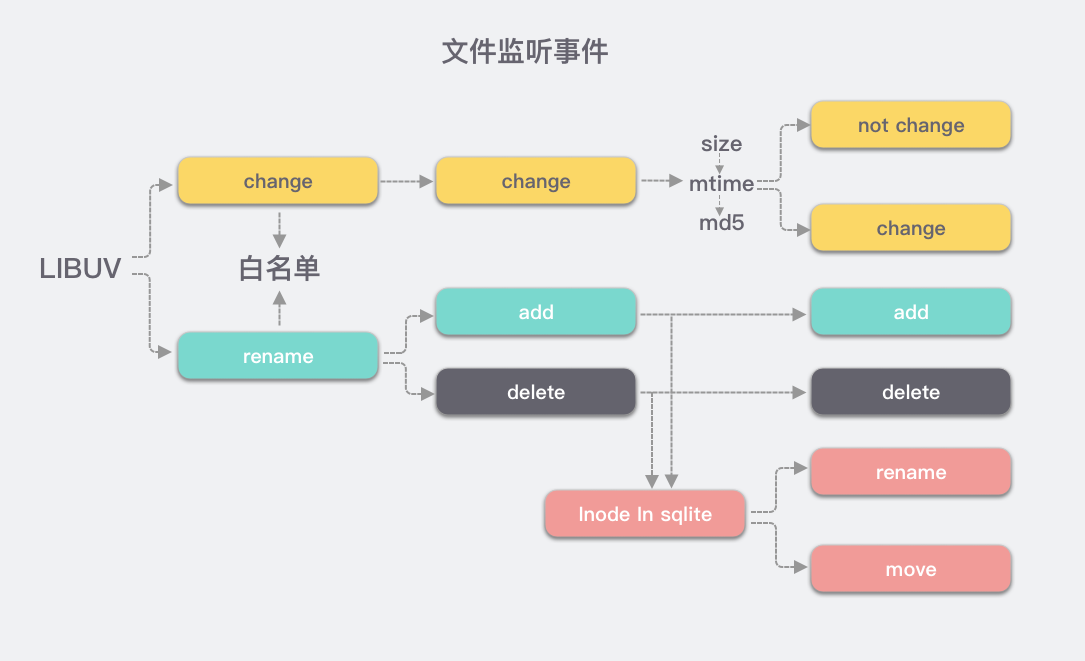 文件监听事件
LIBUV
change
白名单
rename
change
add
delete
size
mtime
md5
Inode In sqlite
not change
change
add
delete
rename
move